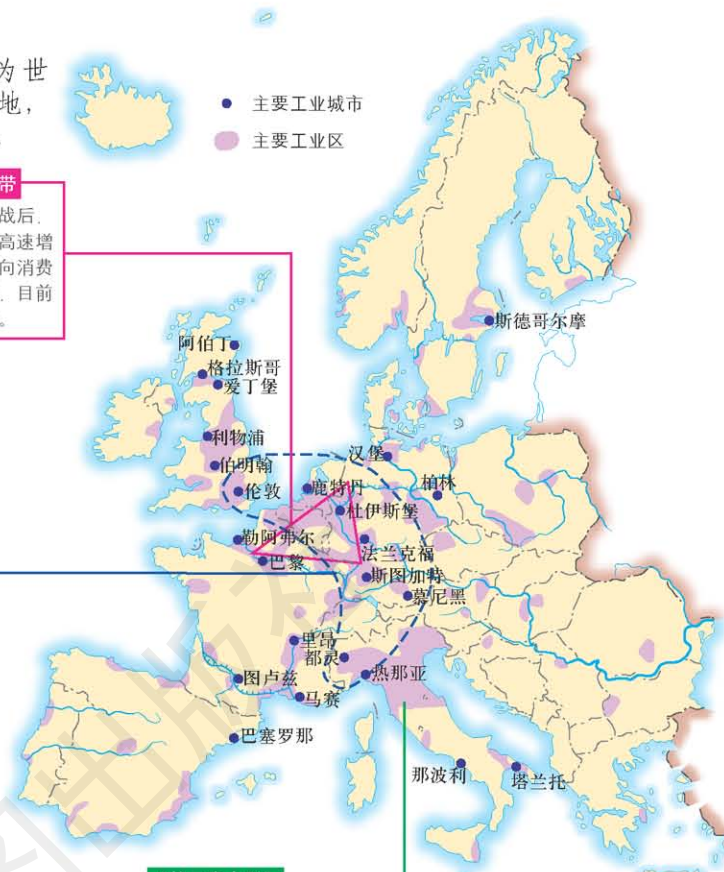 为世
地，
主要工业城市
主要工业区
带
战后，
高速增
向消费
，目前
。
斯德哥尔摩
阿伯丁
格拉斯哥
爱丁堡
利物浦
伯明翰
伦敦
汉堡
柏林
鹿特丹
杜伊斯堡
勒阿弗尔
巴黎
法兰克福
斯图加特
慕尼黑
里昂
都灵
热那亚
图卢兹
马赛
巴塞罗那
那波利
塔兰托
图出版社